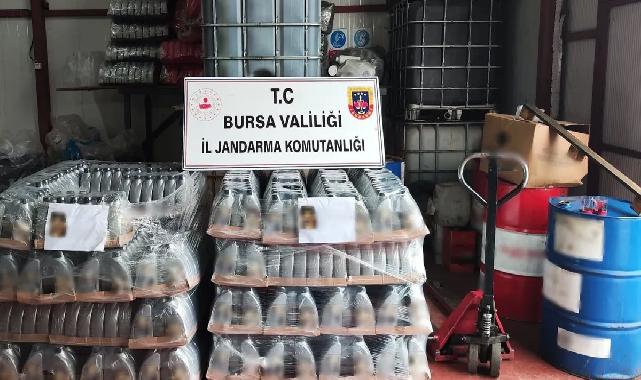 T.C
BURSA VALİLİĞİ
İL JANDARMA KOMUTANLIĞI